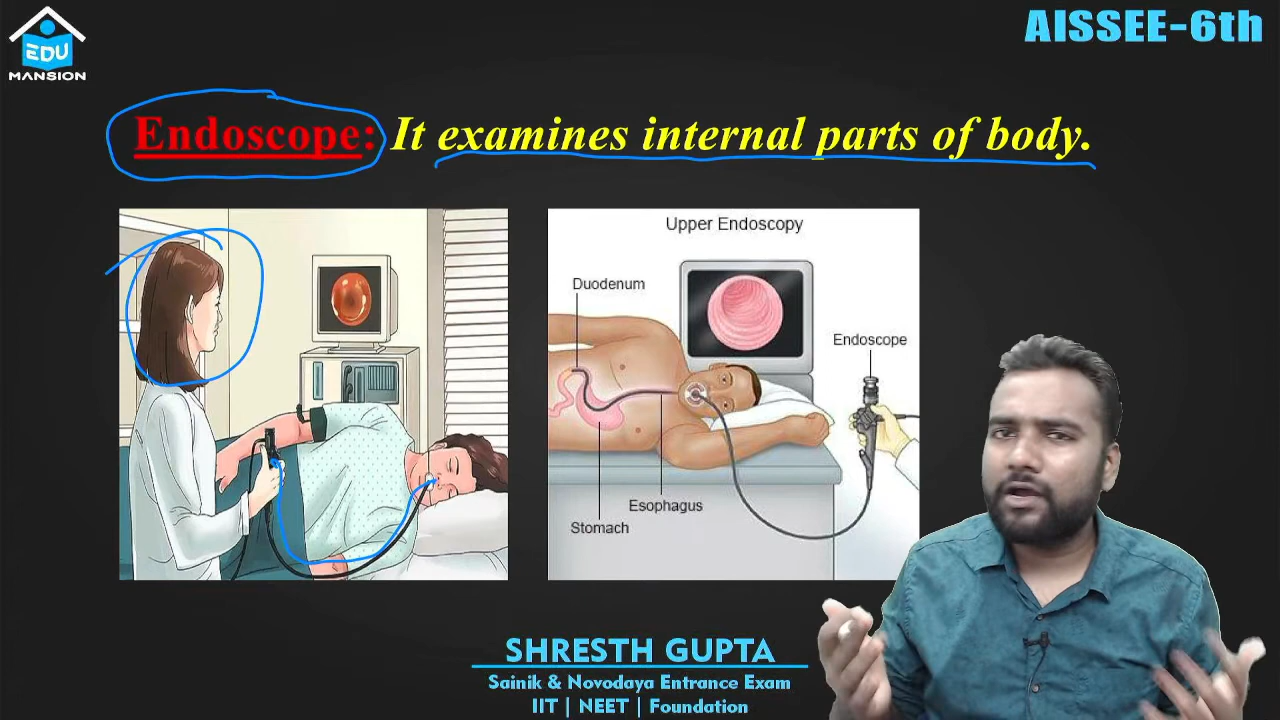 EDU
MANSION
AISSEE-6th
Endoscope: It examines internal parts of body.
Upper Endoscopy
Duodenum
Endoscope
Esophagus
Stomach
SHRESTH GUPTA
Sainik & Novodaya Entrance Exam
IIT | NEET | Foundation